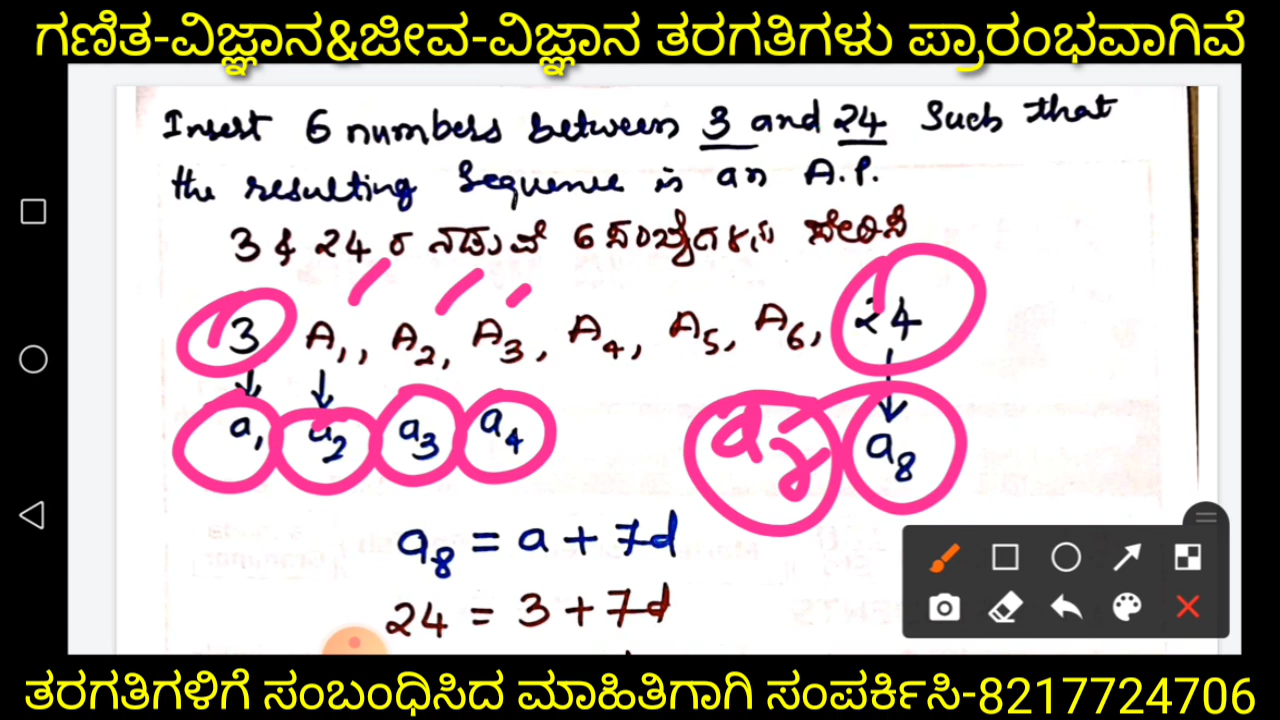 ಗಣಿತ-ವಿಜ್ಞಾನ&ಜೀವ-ವಿಜ್ಞಾನ ತರಗತಿಗಳು ಪ್ರಾರಂಭವಾಗಿವೆ
Insert 6 numbers between 3 and 24 Such that
the resulting Sequence is an A.P.
3 & 24 ರ ನಡುವೆ 6 ಸಂಖ್ಯೆಗಳನ್ನು ಸೇರಿಸಿ
3 A1, A2, A3, A4, A5, A6, 24
a1 a2 a3 a4 a8 a8
a8 = a + 7d
24 = 3 + 7d
ತರಗತಿಗಳಿಗೆ ಸಂಬಂಧಿಸಿದ ಮಾಹಿತಿಗಾಗಿ ಸಂಪರ್ಕಿಸಿ-8217724706